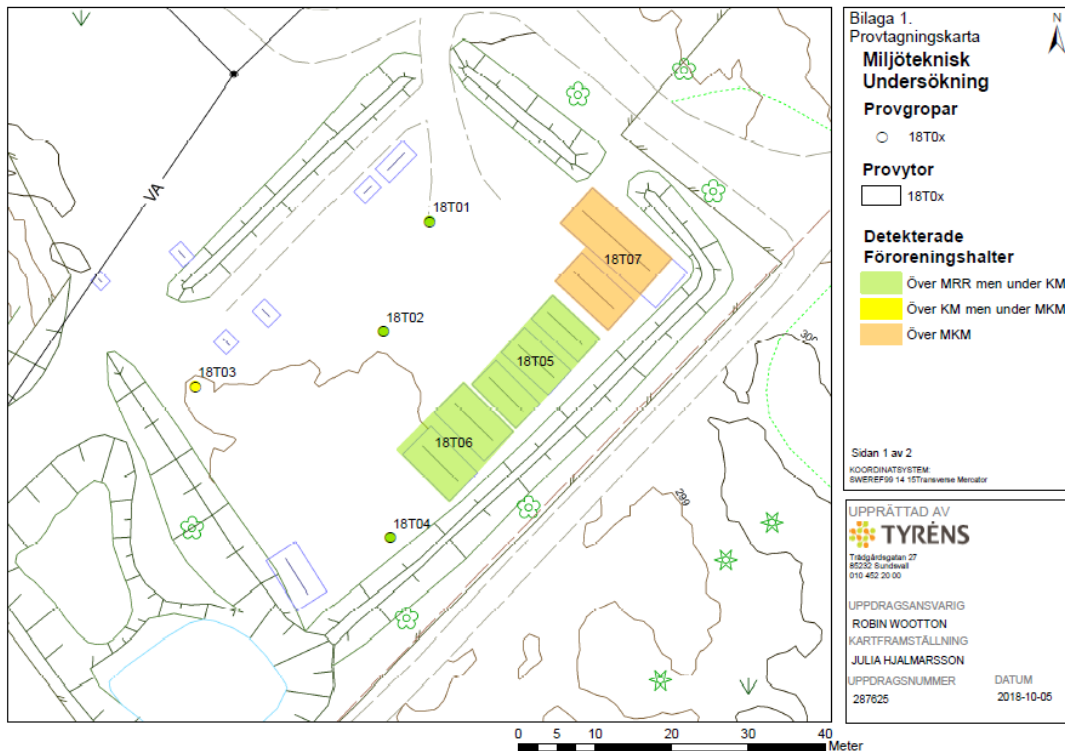 Bilaga 1.
Provtagningskarta
N
Miljöteknisk
Undersökning
Provgropar
18T0x
Provytor
18T0x
Detekterade
Föroreningshalter
Över MRR men under KM
Över KM men under MKM
Över MKM
Sidan 1 av 2
KOORDINATSYSTEM:
SWEREF99 14 15Transverse Mercator
UPPRÄTTAD AV
TYRÉNS
Trädgårdsgatan 27
85232 Sundsvall
010 452 20 00
UPPDRAGSANSVARIG
ROBIN WOOTTON
KARTFRAMSTÄLLNING
JULIA HJALMARSSON
UPPDRAGSNUMMER
DATUM
287625
2018-10-05
VA
18T01
18T07
18T02
18T05
18T03
18T06
18T04
299
0 5 10 20 30 40
Meter